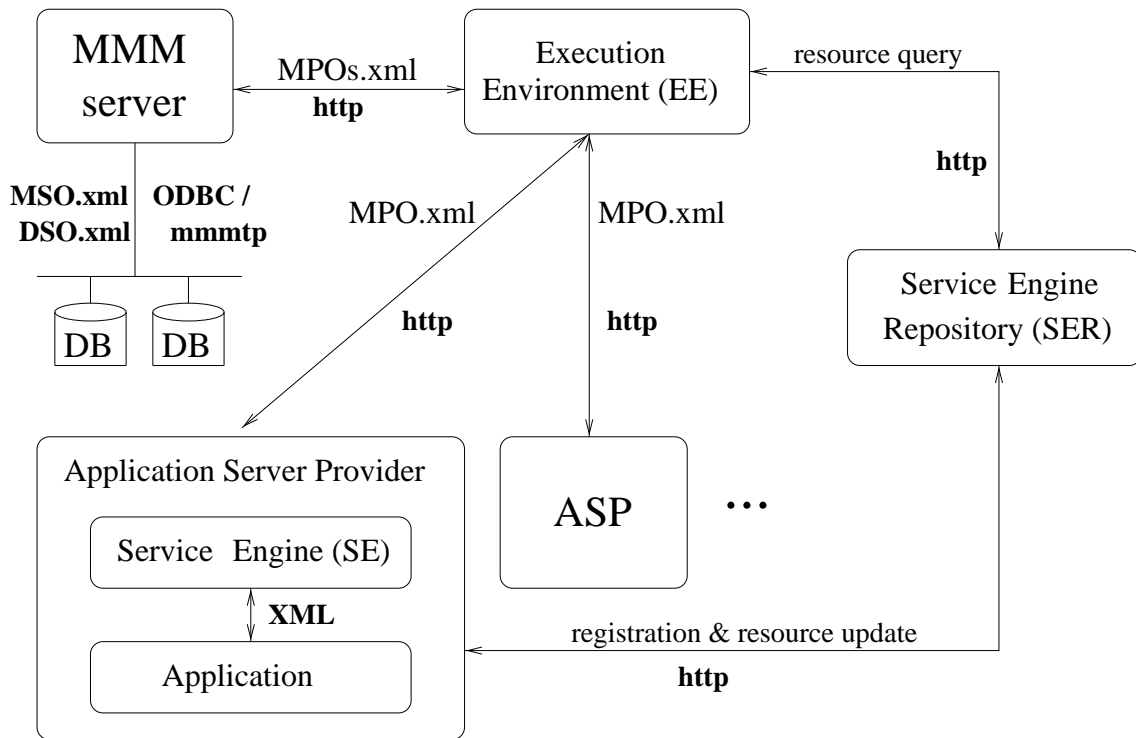 MMM
server
MPOs.xml
http
Execution
Environment (EE)
resource query
http
MSO.xml
DSO.xml
ODBC /
mmmtp
MPO.xml
MPO.xml
http
http
DB
DB
Service Engine
Repository (SER)
Application Server Provider
Service Engine (SE)
XML
Application
ASP
...
registration & resource update
http